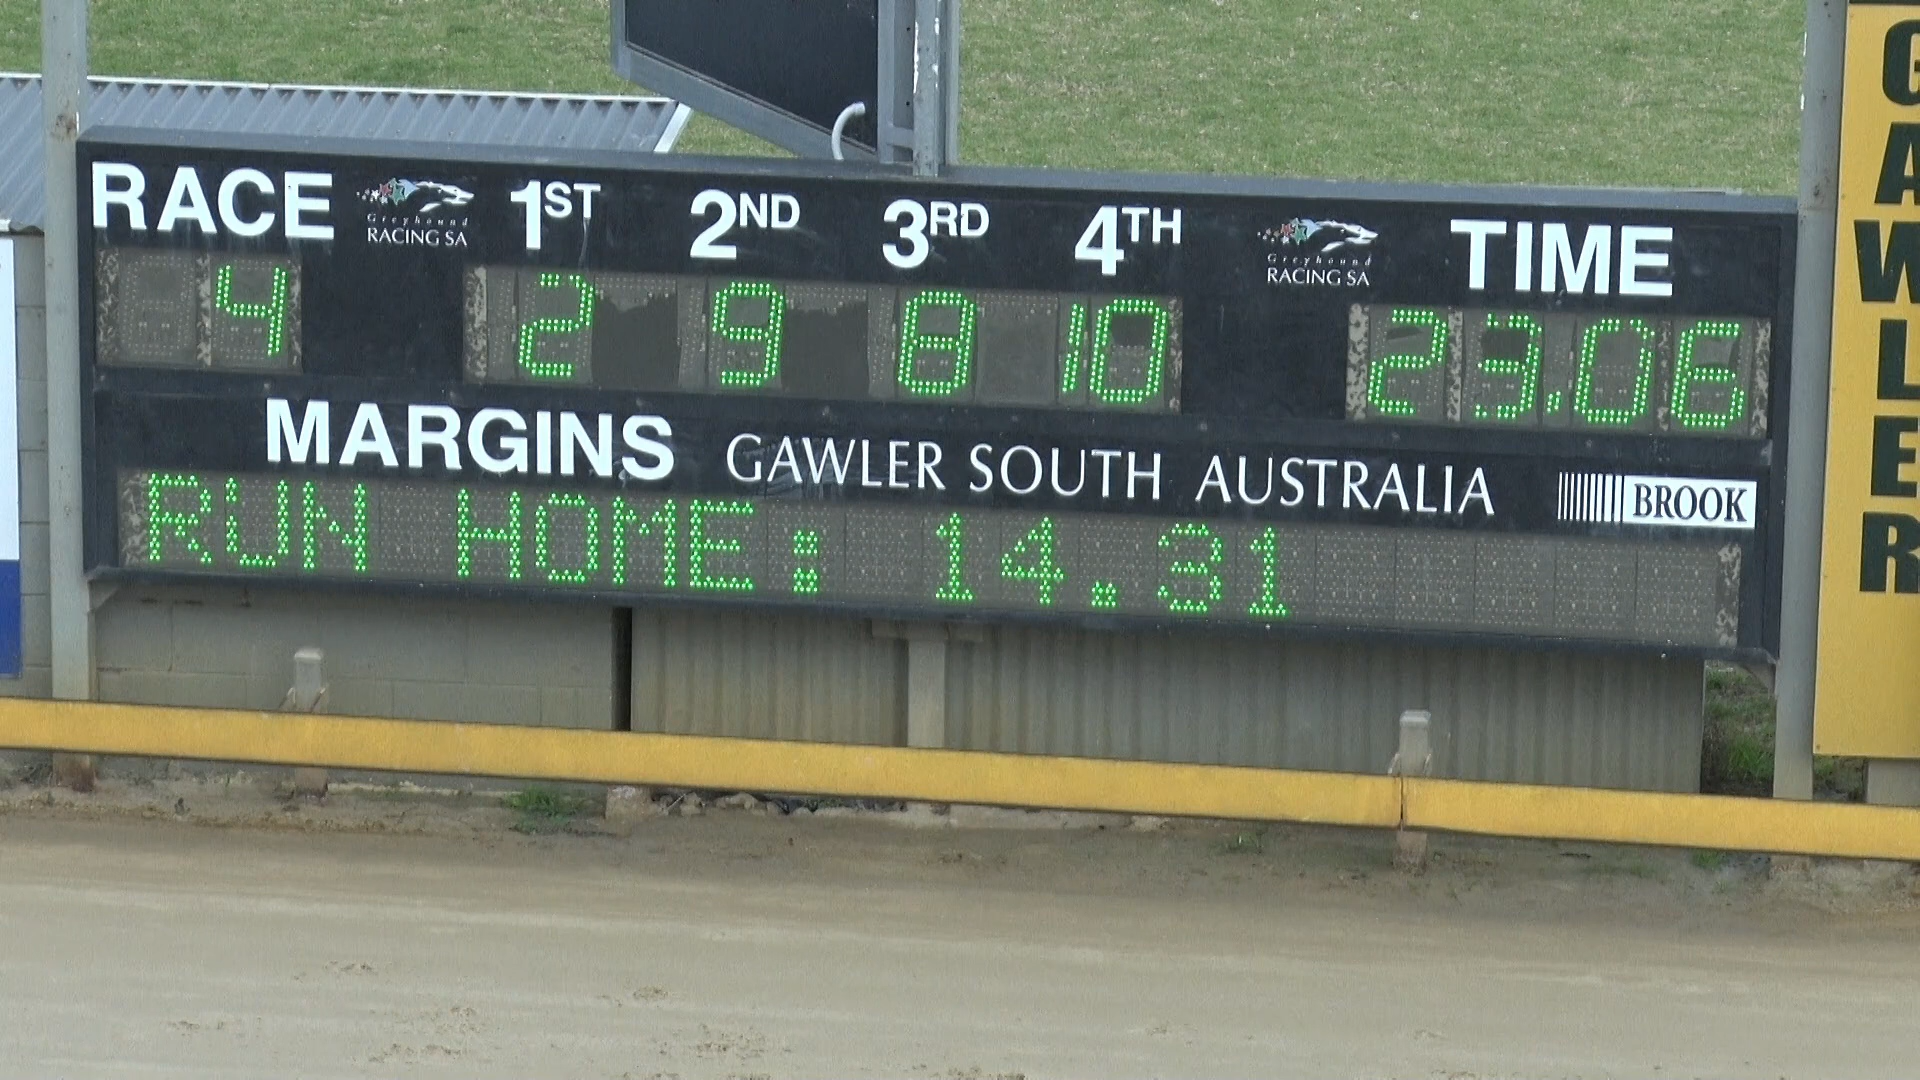 RACE Greyhound RACING SA 1ST 2ND 3RD 4TH Greyhound RACING SA TIME
4 2 9 8 10 23.06
MARGINS GAWLER SOUTH AUSTRALIA BROOK
RUN HOME: 14.31
GAWLER